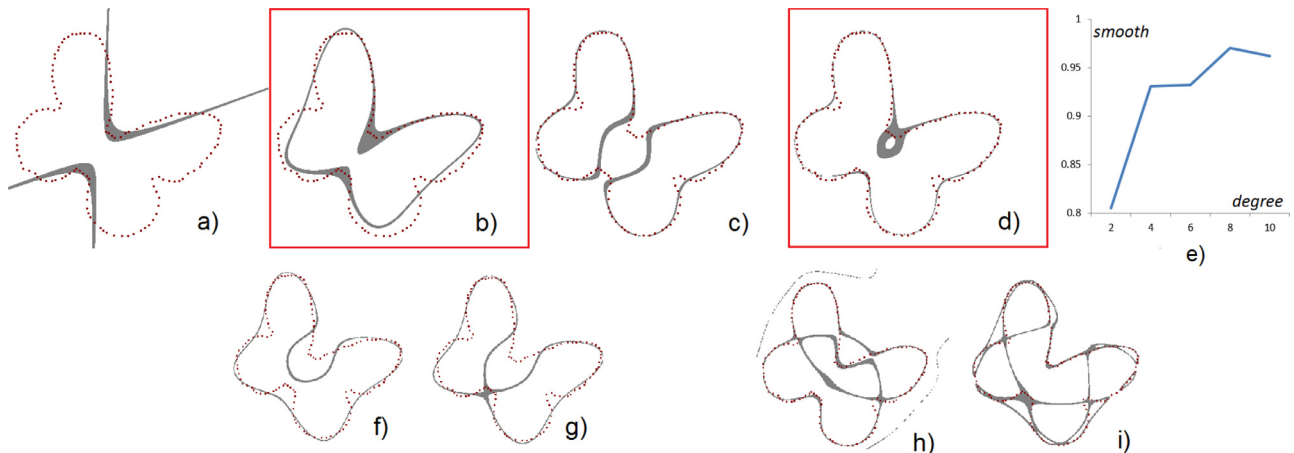 a)
b)
c)
d)
1
smooth
0.95
0.9
0.85
0.8
degree
2 4 6 8 10
e)
f)
g)
h)
i)